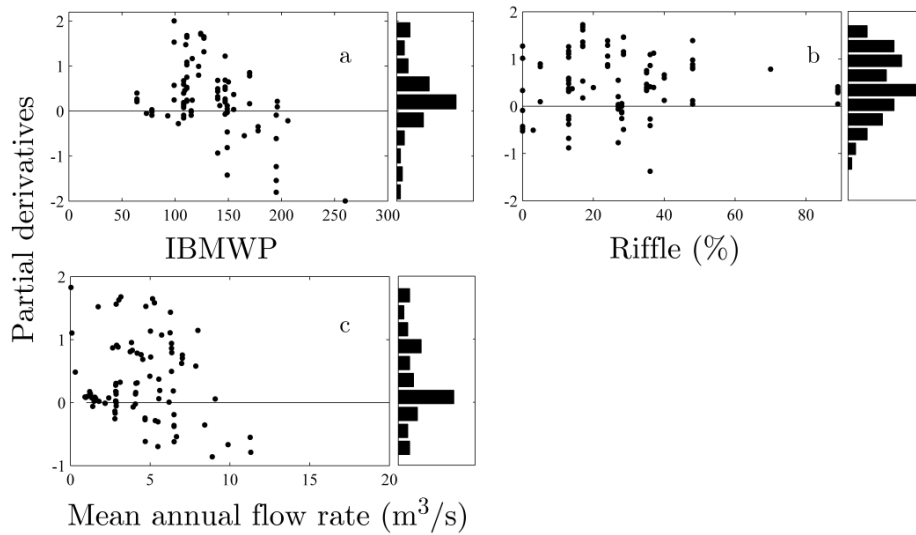 Partial derivatives
2
1
0
-1
-2
0 50 100 150 200 250 300
a
IBMWP
2
1
0
-1
-2
0 20 40 60 80
b
Riffle (%)
2
1
0
-1
0 5 10 15 20
c
Mean annual flow rate (m³/s)